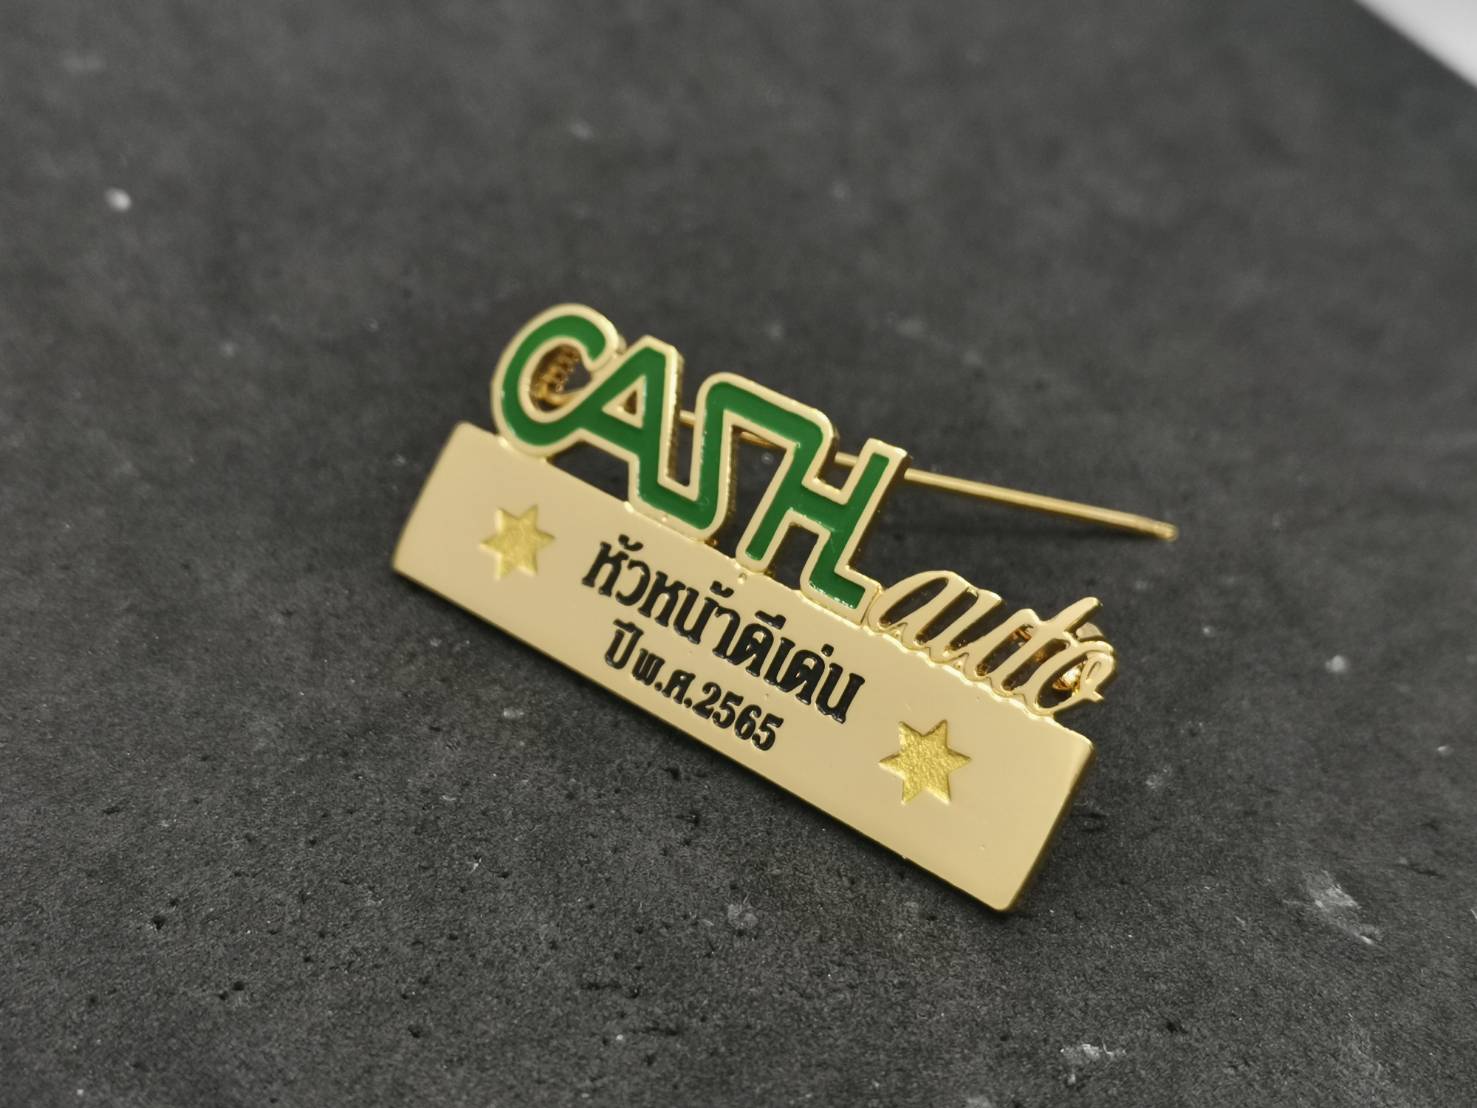 CASH auto
หัวหน้าดีเด่น
ปี พ.ศ.2565